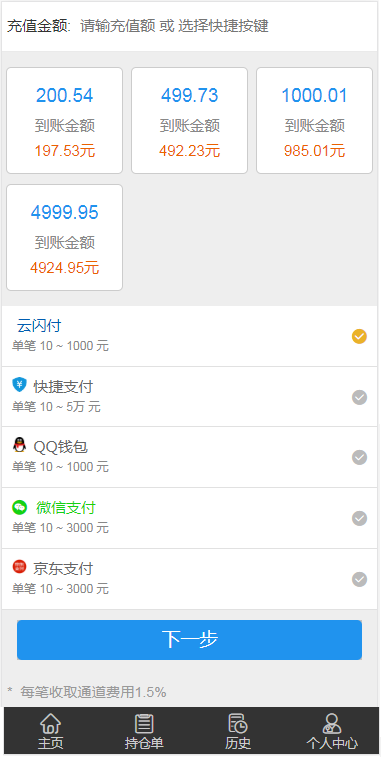 充值金额: 请输充值额 或 选择快捷按键
200.54
到账金额
197.53元
499.73
到账金额
492.23元
1000.01
到账金额
985.01元
4999.95
到账金额
4924.95元
云闪付
单笔 10 ~ 1000 元
快捷支付
单笔 10 ~ 5万 元
QQ钱包
单笔 10 ~ 1000 元
微信支付
单笔 10 ~ 3000 元
京东支付
单笔 10 ~ 3000 元
下一步
* 每笔收取通道费用1.5%
主页
持仓单
历史
个人中心